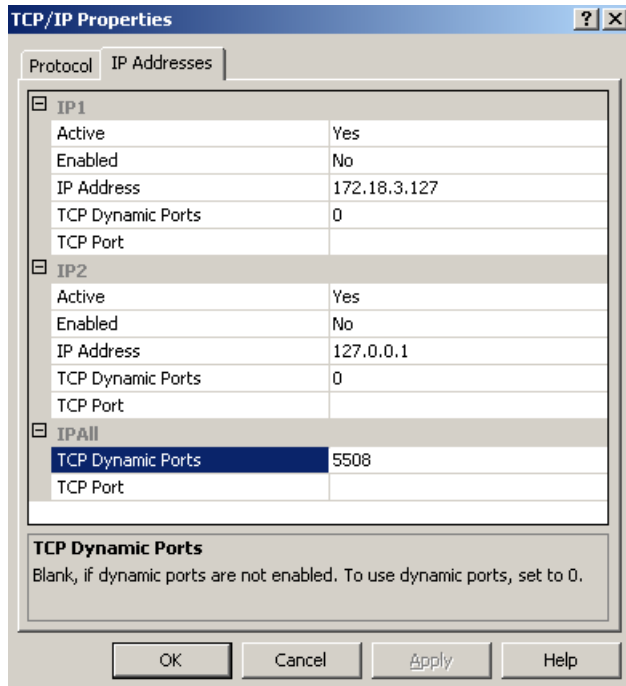 TCP/IP Properties
Protocol IP Addresses
IP1
Active Yes
Enabled No
IP Address 172.18.3.127
TCP Dynamic Ports 0
TCP Port
IP2
Active Yes
Enabled No
IP Address 127.0.0.1
TCP Dynamic Ports 0
TCP Port
IPAll
TCP Dynamic Ports 5508
TCP Port
TCP Dynamic Ports
Blank, if dynamic ports are not enabled. To use dynamic ports, set to 0.
OK Cancel Apply Help